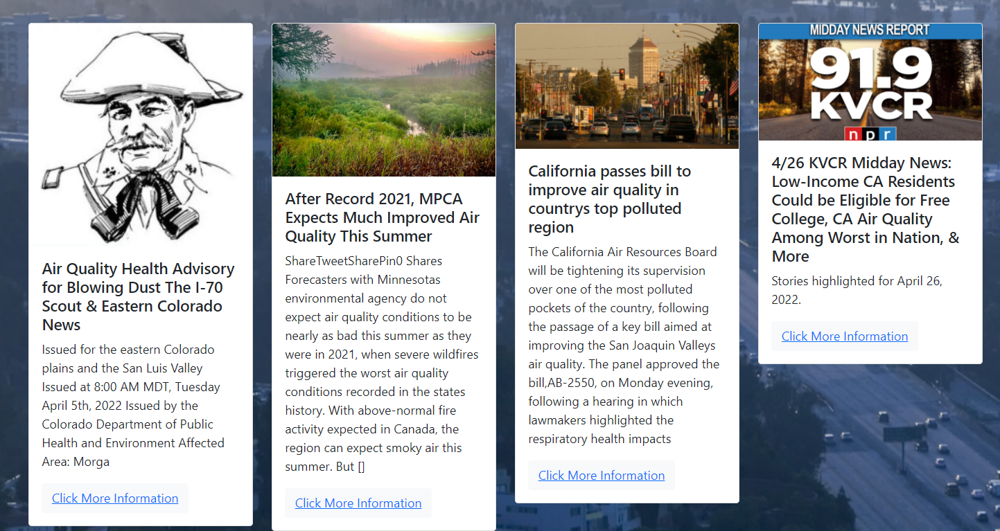 Air Quality Health Advisory
for Blowing Dust The I-70
Scout & Eastern Colorado
News
Issued for the eastern Colorado
plains and the San Luis Valley
Issued at 8:00 AM MDT, Tuesday
April 5th, 2022 Issued by the
Colorado Department of Public
Health and Environment Affected
Area: Morga
Click More Information
After Record 2021, MPCA
Expects Much Improved Air
Quality This Summer
ShareTweetSharePin0 Shares
Forecasters with Minnesotas
environmental agency do not
expect air quality conditions to be
nearly as bad this summer as they
were in 2021, when severe wildfires
triggered the worst air quality
conditions recorded in the states
history. With above-normal fire
activity expected in Canada, the
region can expect smoky air this
summer. But []
Click More Information
California passes bill to
improve air quality in
countrys top polluted
region
The California Air Resources Board
will be tightening its supervision
over one of the most polluted
pockets of the country, following
the passage of a key bill aimed at
improving the San Joaquin Valleys
air quality. The panel approved the
bill,AB-2550, on Monday evening,
following a hearing in which
lawmakers highlighted the
respiratory health impacts
Click More Information
MIDDAY NEWS REPORT
91.9
KVCR
npr
4/26 KVCR Midday News:
Low-Income CA Residents
Could be Eligible for Free
College, CA Air Quality
Among Worst in Nation, &
More
Stories highlighted for April 26,
2022.
Click More Information